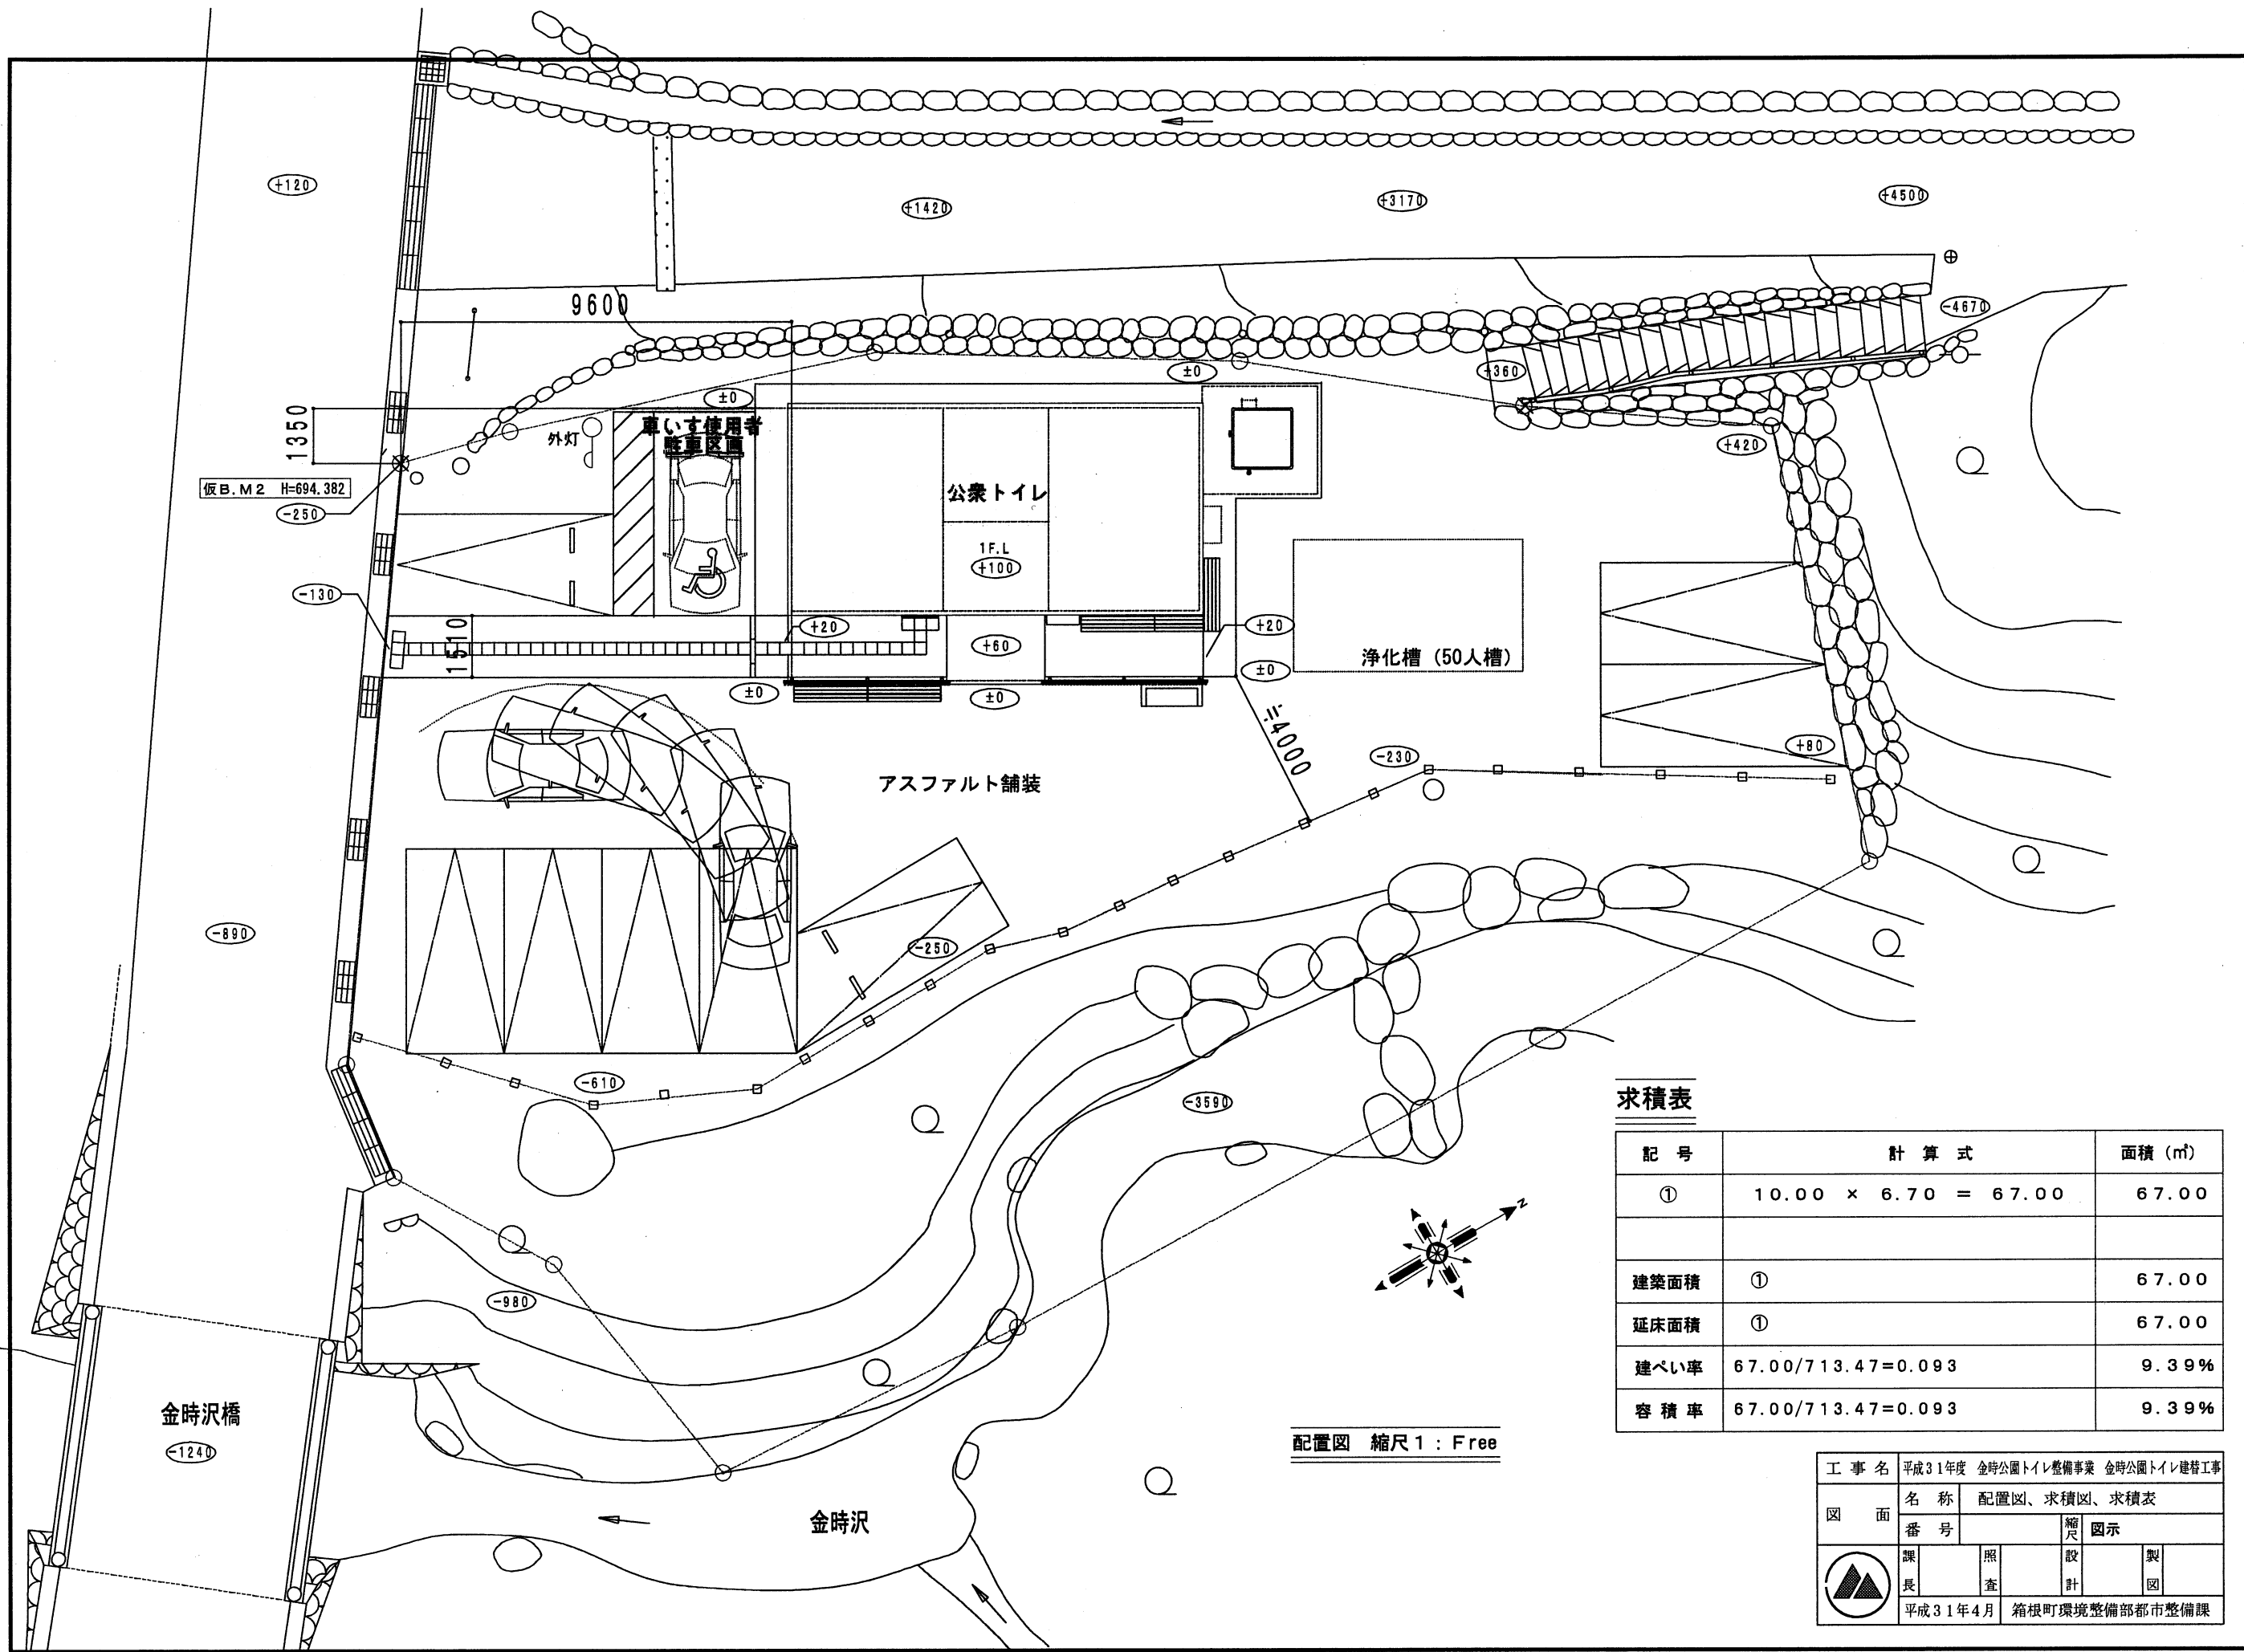 +120
+1420
+3170
+4500
9600
-4670
±0
+360
±0
1350
外灯
車いす使用者
駐車区画
+420
仮B.M2 H=694.382
-250
公衆トイレ
1F.L
+100
-130
1510
+20
+60
+20
浄化槽（50人槽）
±0
±0
±0
≒4000
+80
-230
アスファルト舗装
-890
-250
-610
-3590
-980
N
金時沢橋
-1240
金時沢
配置図 縮尺1：Free
求積表
記号 計算式 面積（㎡）
① 10.00 × 6.70 = 67.00 67.00
建築面積 ① 67.00
延床面積 ① 67.00
建ぺい率 67.00/713.47=0.093 9.39%
容積率 67.00/713.47=0.093 9.39%
工事名 平成31年度 金時公園トイレ整備事業 金時公園トイレ建替工事
図面 名称 配置図、求積図、求積表
番号 縮尺 図示
課長 照査 設計 製図
平成31年4月 箱根町環境整備部都市整備課